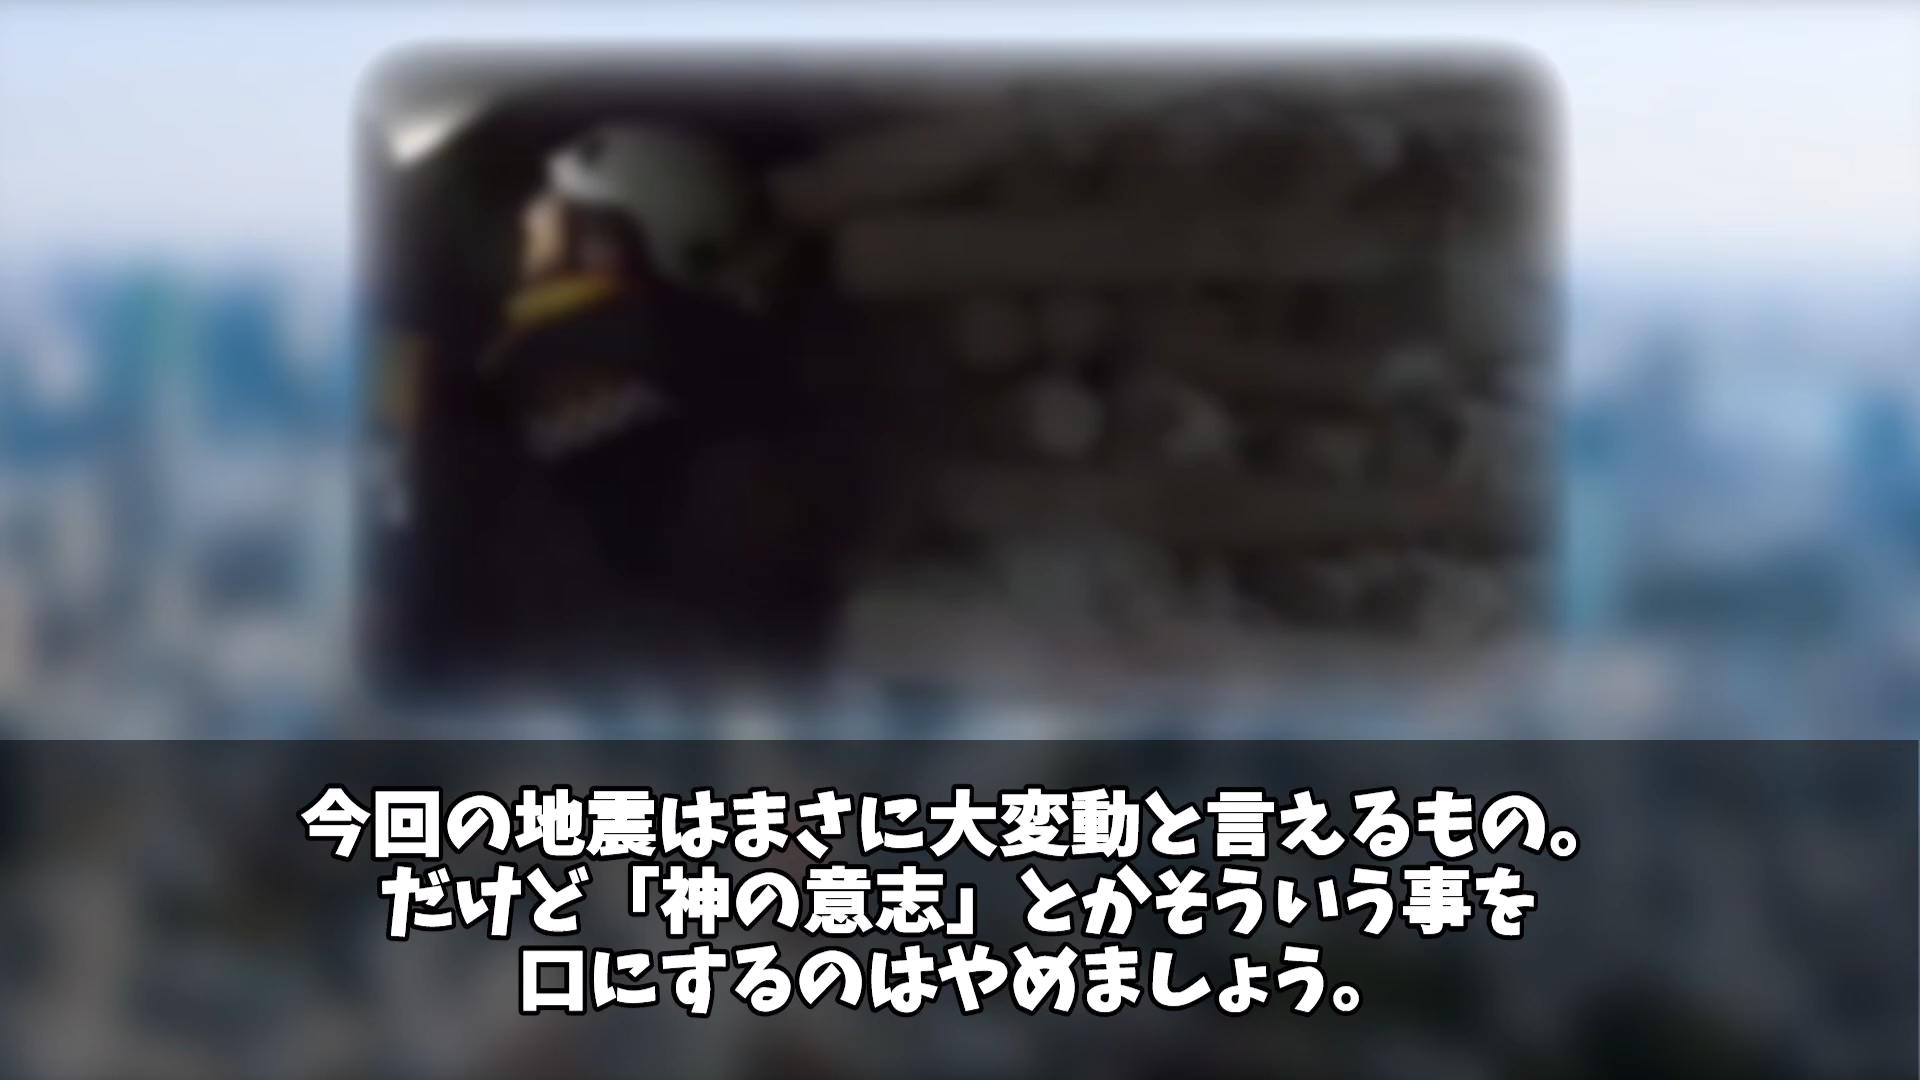 今回の地震はまさに大変動と言えるもの。
だけど「神の意志」とかそういう事を
口にするのはやめましょう。